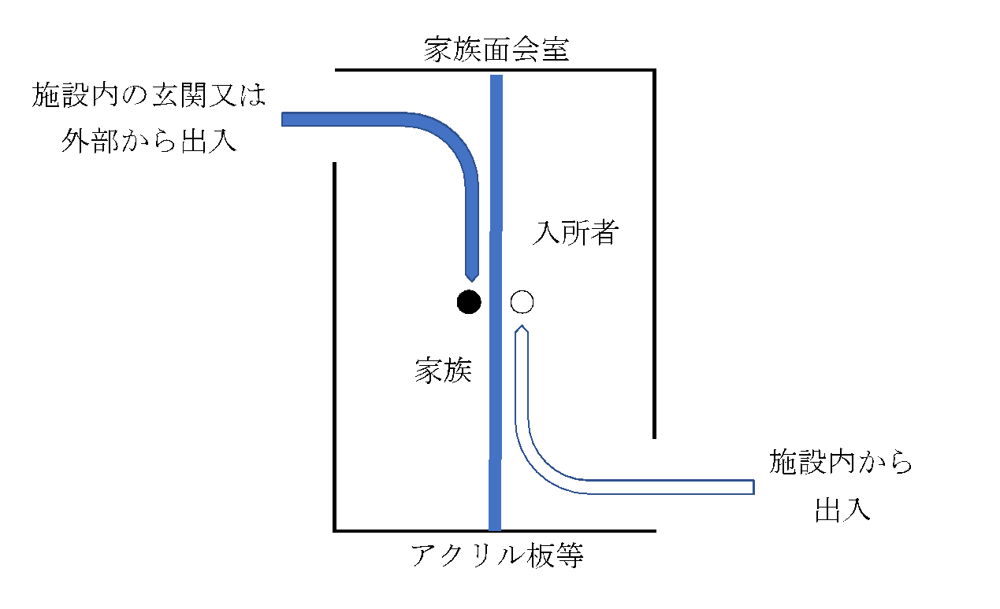 家族面会室
施設内の玄関又は
外部から出入
入所者
家族
施設内から
出入
アクリル板等